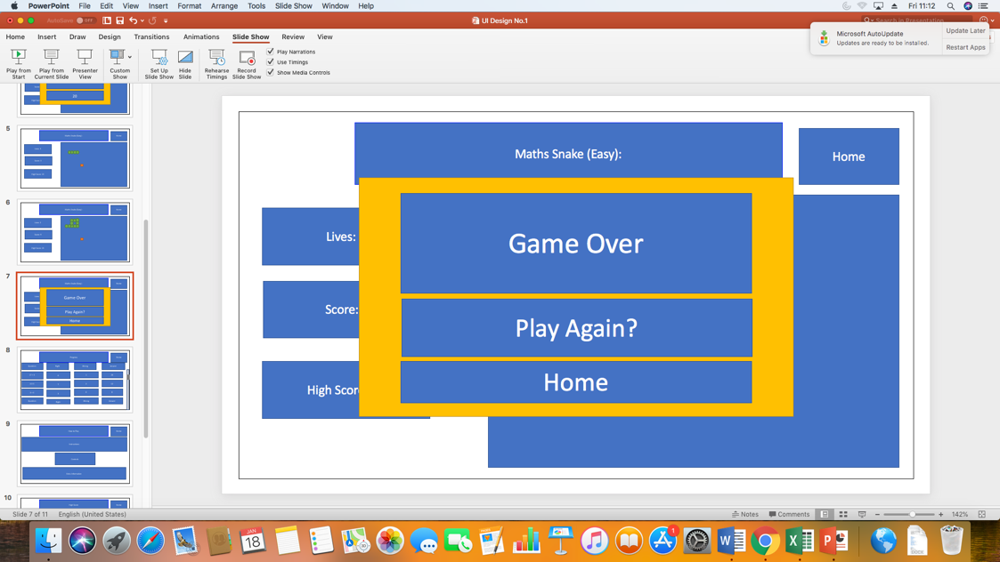 PowerPoint File Edit View Insert Format Arrange Tools Slide Show Window Help
Fri 11:12
AutoSave OFF
UI Design No.1
Search in Presentation
Home Insert Draw Design Transitions Animations Slide Show Review View
Microsoft AutoUpdate
Updates are ready to be installed.
Update Later
Restart Apps
Play from Start
Play from Current Slide
Presenter View
Custom Show
Set Up Slide Show
Hide Slide
Rehearse Timings
Record Slide Show
Play Narrations
Use Timings
Show Media Controls
5
6
7
Game Over
Play Again?
Home
8
9
10
Maths Snake (Easy):
Home
Lives:
Score:
High Score
Game Over
Play Again?
Home
Slide 7 of 11 English (United States)
Notes Comments 142%
JAN
18
1